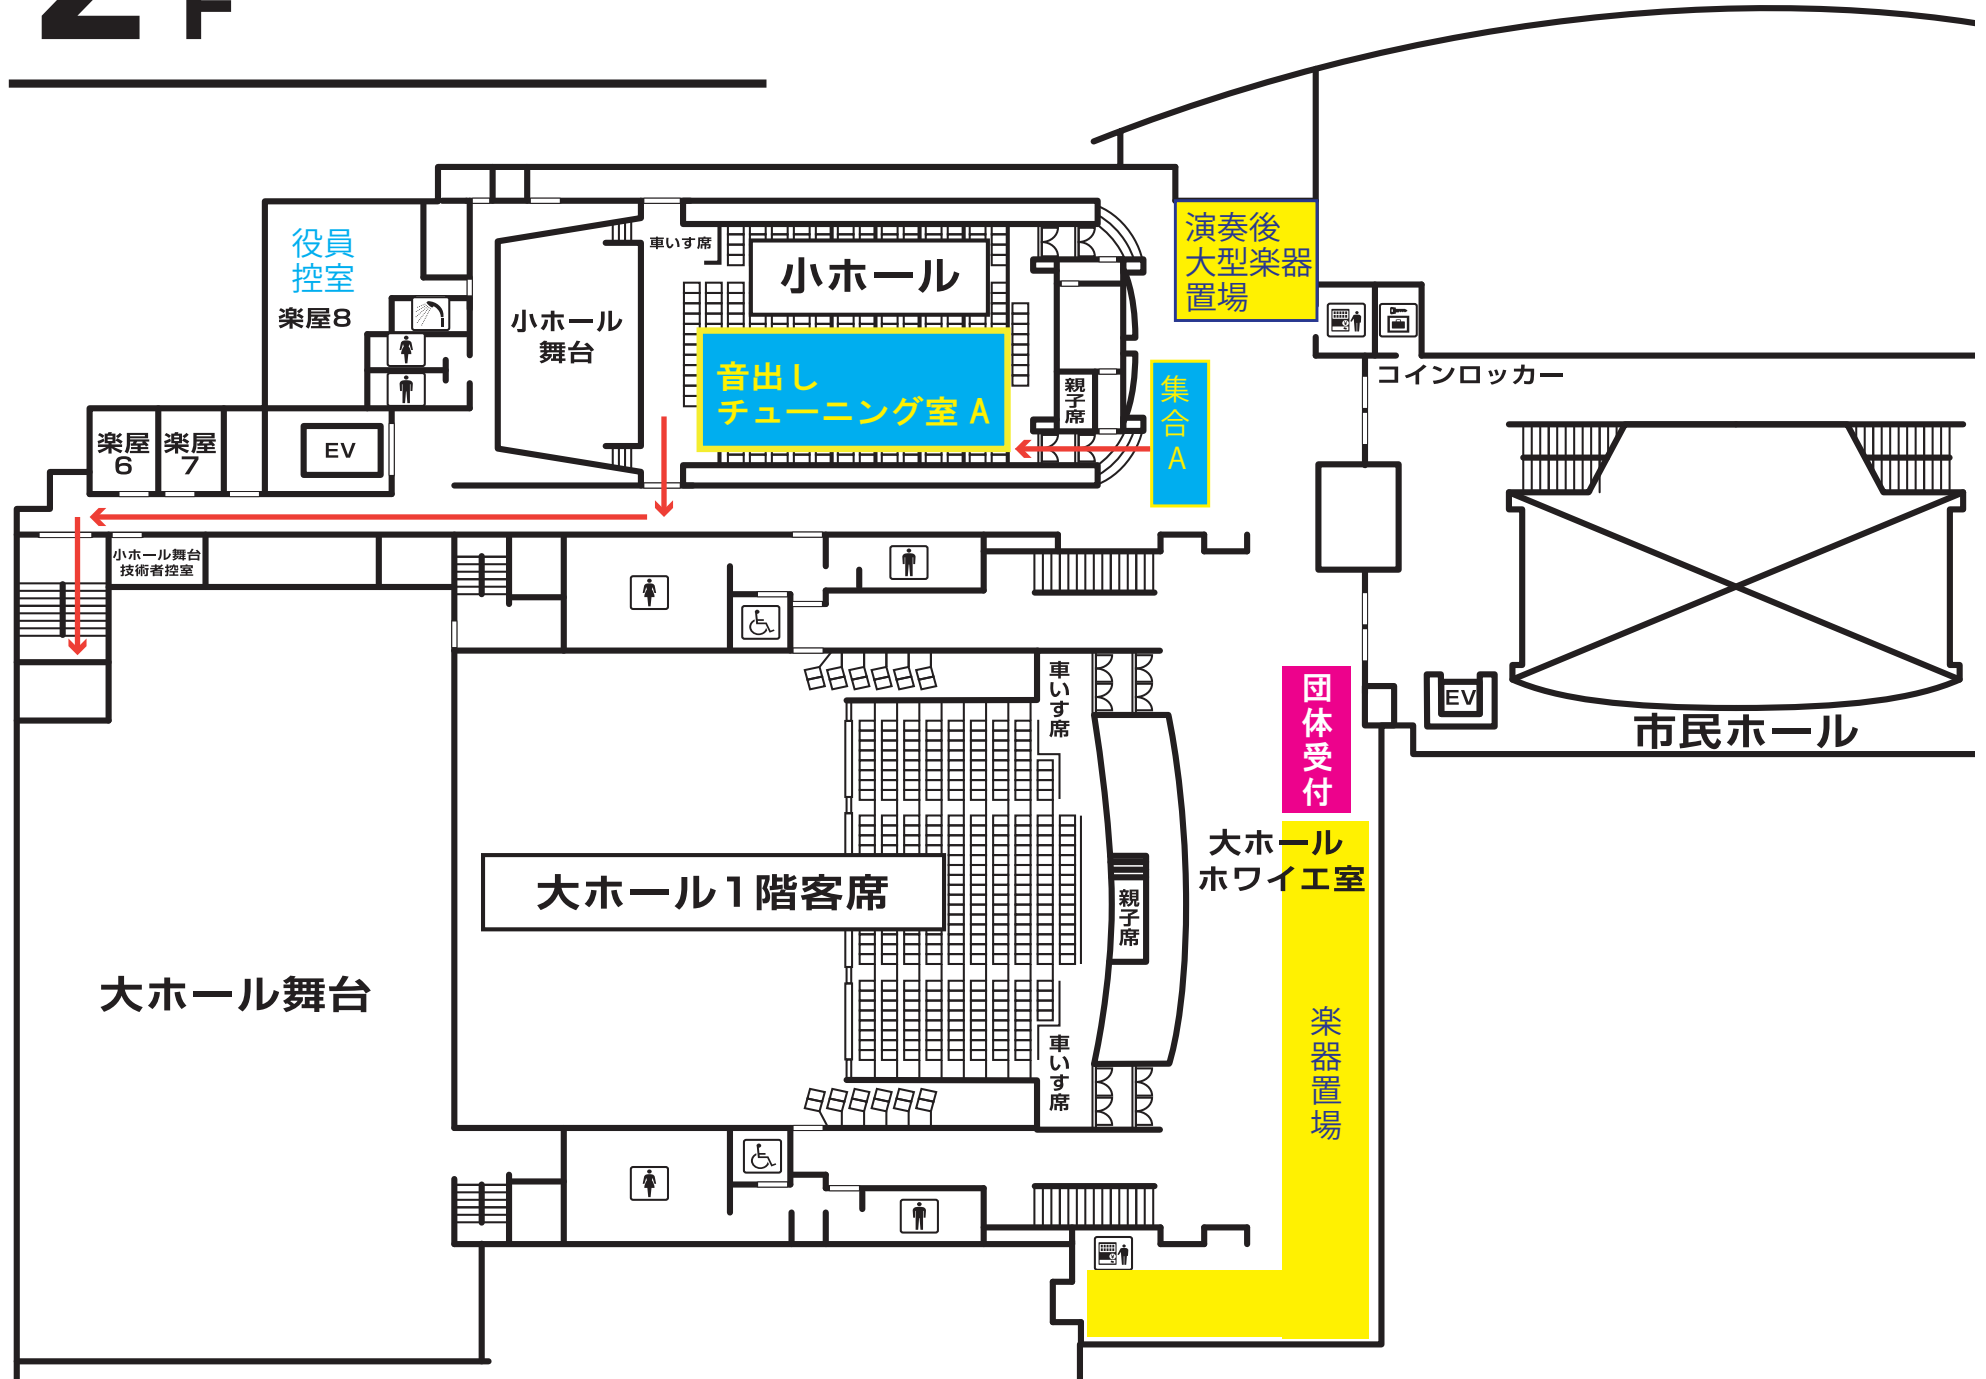 2F
役員
控室
楽屋8
車いす席
小ホール
小ホール
舞台
音出し
チューニング室 A
演奏後
大型楽器
置場
コインロッカー
親子席
集合A
楽屋
6
楽屋
7
EV
小ホール舞台
技術者控室
車いす席
団体受付
EV
市民ホール
大ホール
ホワイエ室
大ホール1階客席
親子席
大ホール舞台
楽器置場
車いす席